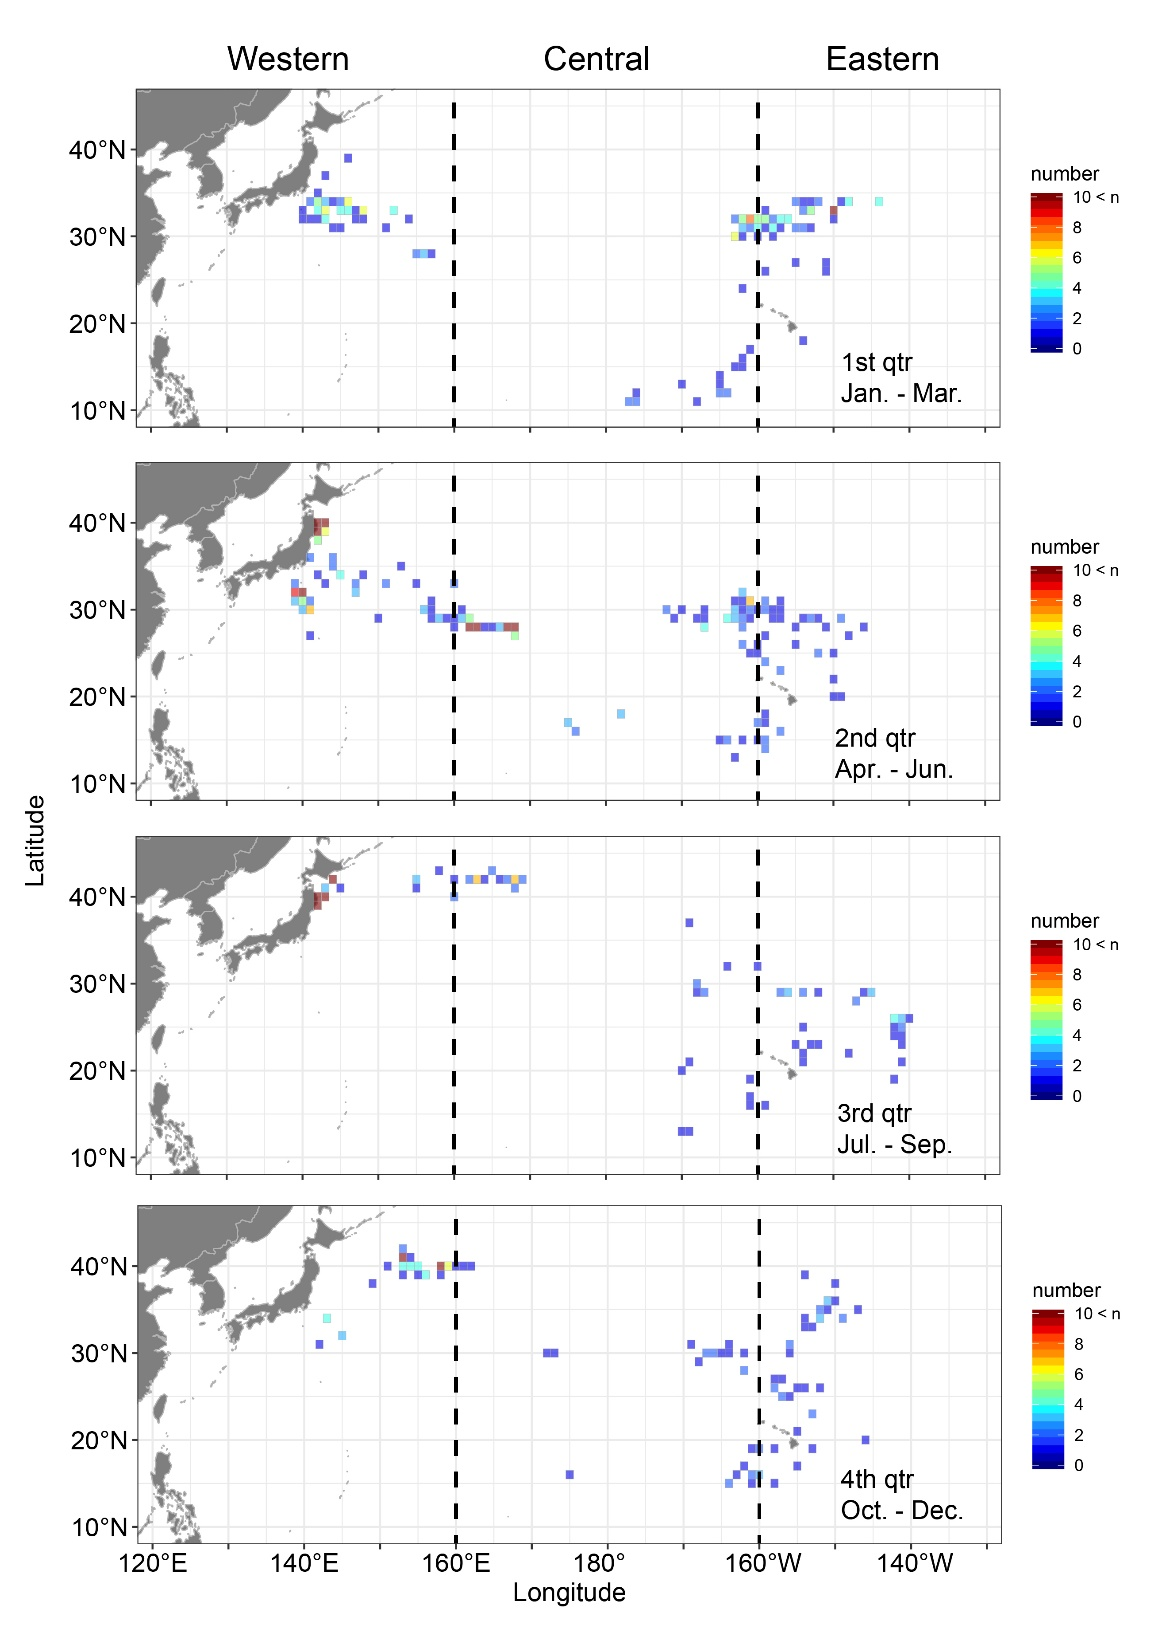 Western Central Eastern
40°N
30°N
20°N
10°N
1st qtr
Jan. - Mar.
number
10 < n
8
6
4
2
0
40°N
30°N
20°N
10°N
2nd qtr
Apr. - Jun.
number
10 < n
8
6
4
2
0
Latitude
40°N
30°N
20°N
10°N
3rd qtr
Jul. - Sep.
number
10 < n
8
6
4
2
0
40°N
30°N
20°N
10°N
4th qtr
Oct. - Dec.
number
10 < n
8
6
4
2
0
120°E 140°E 160°E 180° 160°W 140°W
Longitude